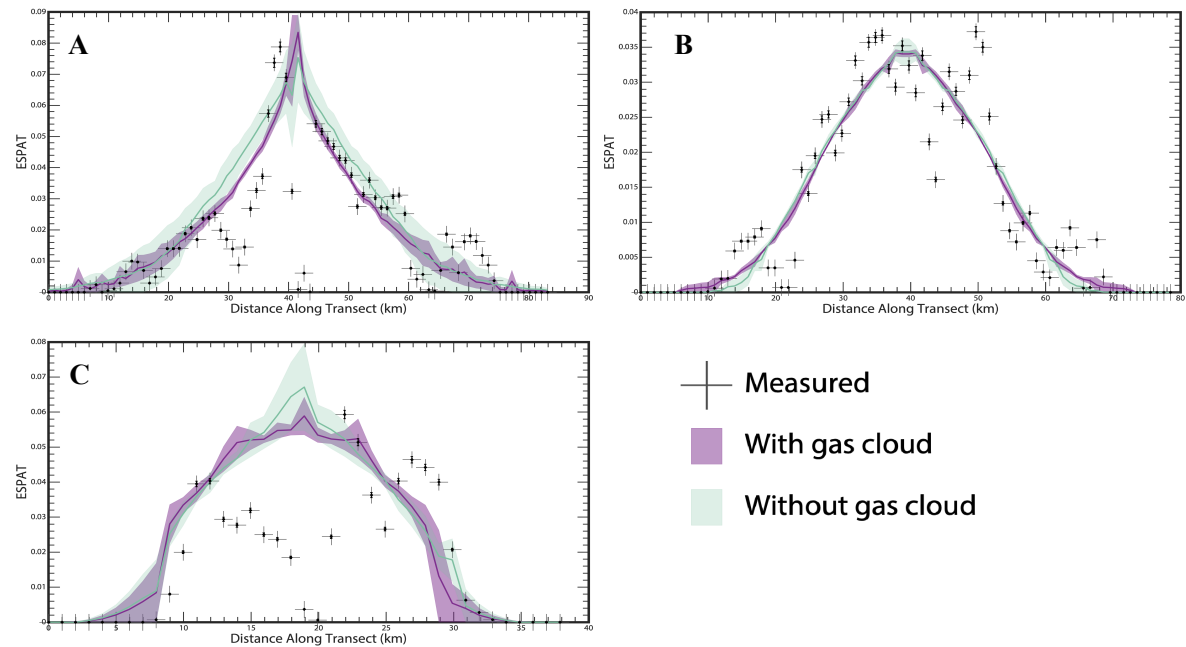 A
ESPAT
0.09
0.08
0.07
0.06
0.05
0.04
0.03
0.02
0.01
0
0 10 20 30 40 50 60 70 80 90
Distance Along Transect (km)
B
ESPAT
0.04
0.035
0.03
0.025
0.02
0.015
0.01
0.005
0
0 10 20 30 40 50 60 70 80
Distance Along Transect (km)
C
ESPAT
0.08
0.07
0.06
0.05
0.04
0.03
0.02
0.01
0
0 5 10 15 20 25 30 35 40
Distance Along Transect (km)
Measured
With gas cloud
Without gas cloud